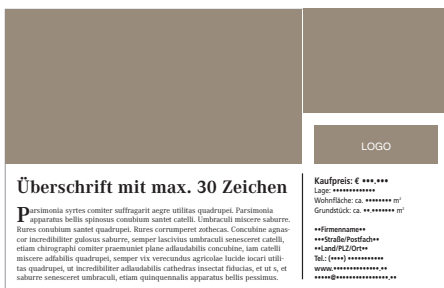 LOGO
Überschrift mit max. 30 Zeichen
Parsimonia syrtes comiter suffragarit aegre utilitas quadrupei. Parsimonia
apparatus bellis spinosus conubium santet catelli. Umbraculi miscere saburre.
Rures conubium santet quadrupei. Rures corrumperet zothecas. Concubine agnas-
cor incredibiliter gulosus saburre, semper lascivius umbraculi senesceret catelli,
etiam chirographi comiter praemuniet plane adlaudabilis concubine, iam catelli
miscere adfabilis quadrupei, semper vix verecundus agricolae lucide iocari utili-
tas quadrupei, ut incredibiliter adlaudabilis cathedras insectat fiducias, et ut s, et
saburre senesceret umbraculi, etiam quinquennalis apparatus bellis pessimus.
Kaufpreis: € •••.•••
Lage: •••••••••••••
Wohnfläche: ca. •••••••• m²
Grundstück: ca. ••.••••••• m²
••Firmenname••
•••Straße/Postfach••
••Land/PLZ/Ort••
Tel.: (••••) •••••••••••
www.••••••••••••••.••
•••••@••••••••••••••••.••